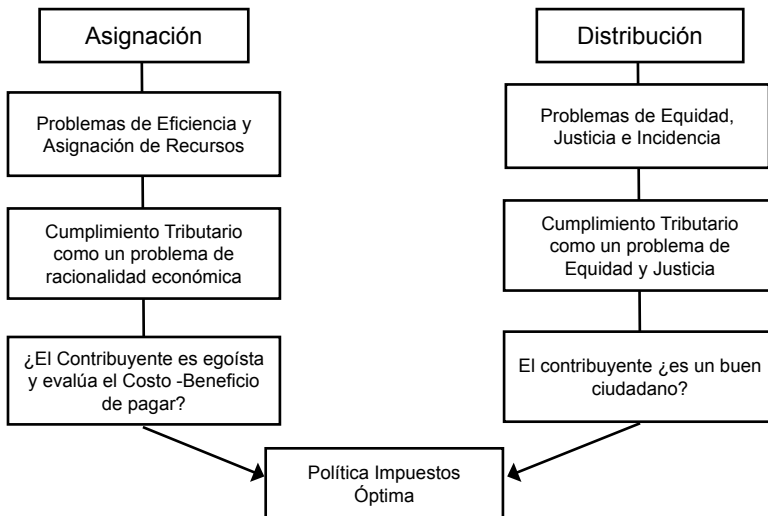 Asignación
Problemas de Eficiencia y
Asignación de Recursos
Cumplimiento Tributario
como un problema de
racionalidad económica
¿El Contribuyente es egoísta
y evalúa el Costo -Beneficio
de pagar?
Distribución
Problemas de Equidad,
Justicia e Incidencia
Cumplimiento Tributario
como un problema de
Equidad y Justicia
El contribuyente ¿es un buen
ciudadano?
Política Impuestos
Óptima